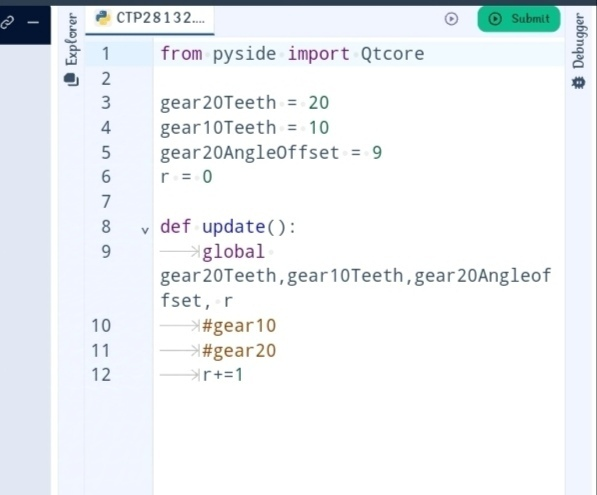 CTP28132....
Submit
Explorer
Debugger
1 from pyside import Qtcore
2
3 gear20Teeth = 20
4 gear10Teeth = 10
5 gear20AngleOffset = 9
6 r = 0
7
8 def update():
9 global
gear20Teeth,gear10Teeth,gear20Angleof
fset, r
10 #gear10
11 #gear20
12 r+=1